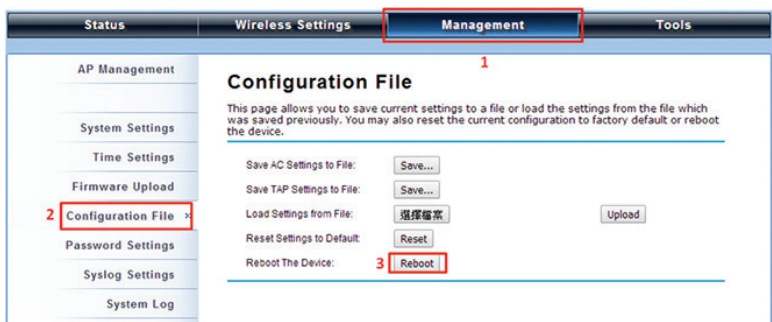 Status Wireless Settings Management Tools
1
AP Management
System Settings
Time Settings
Firmware Upload
2 Configuration File »
Password Settings
Syslog Settings
System Log
Configuration File
This page allows you to save current settings to a file or load the settings from the file which
was saved previously. You may also reset the current configuration to factory default or reboot
the device.
Save AC Settings to File: Save...
Save TAP Settings to File: Save...
Load Settings from File: 選擇檔案 Upload
Reset Settings to Default: Reset
Reboot The Device: 3 Reboot